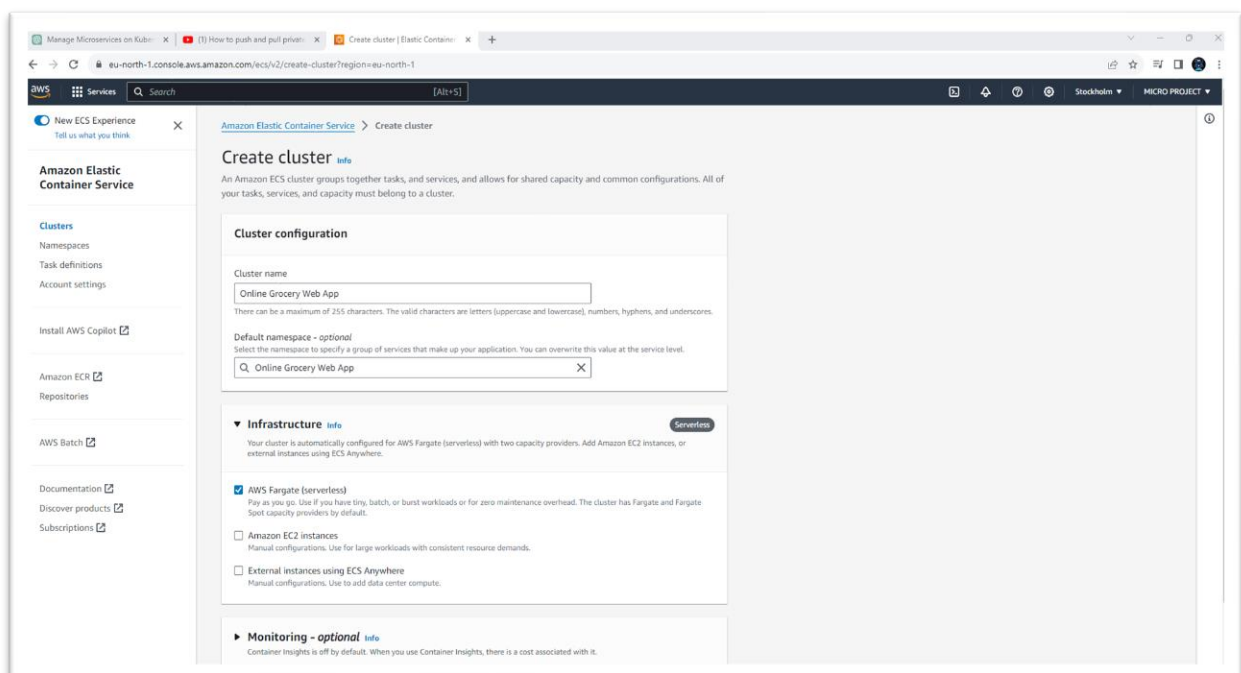 Manage Microservices on Kuber
(1) How to push and pull private
Create cluster | Elastic Container
eu-north-1.console.aws.amazon.com/ecs/v2/create-cluster?region=eu-north-1
aws
Services
Search
[Alt+S]
Stockholm
MICRO PROJECT
New ECS Experience
Tell us what you think
Amazon Elastic
Container Service
Clusters
Namespaces
Task definitions
Account settings
Install AWS Copilot
Amazon ECR
Repositories
AWS Batch
Documentation
Discover products
Subscriptions
Amazon Elastic Container Service > Create cluster
Create cluster Info
An Amazon ECS cluster groups together tasks, and services, and allows for shared capacity and common configurations. All of
your tasks, services, and capacity must belong to a cluster.
Cluster configuration
Cluster name
Online Grocery Web App
There can be a maximum of 255 characters. The valid characters are letters (uppercase and lowercase), numbers, hyphens, and underscores.
Default namespace - optional
Select the namespace to specify a group of services that make up your application. You can overwrite this value at the service level.
Online Grocery Web App
Infrastructure Info
Serverless
Your cluster is automatically configured for AWS Fargate (serverless) with two capacity providers. Add Amazon EC2 instances, or
external instances using ECS Anywhere.
AWS Fargate (serverless)
Pay as you go. Use if you have tiny, batch, or burst workloads or for zero maintenance overhead. The cluster has Fargate and Fargate
Spot capacity providers by default.
Amazon EC2 instances
Manual configurations. Use for large workloads with consistent resource demands.
External instances using ECS Anywhere
Manual configurations. Use to add data center compute.
Monitoring - optional Info
Container Insights is off by default. When you use Container Insights, there is a cost associated with it.